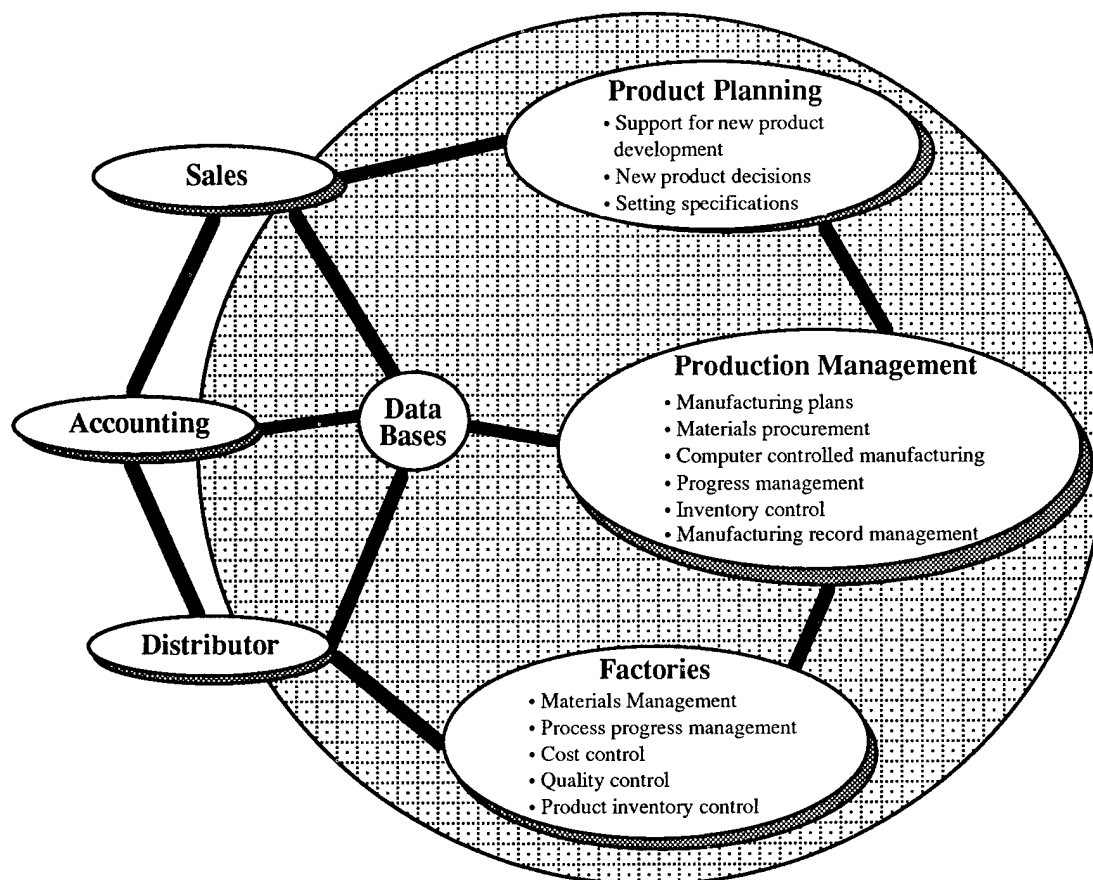 Product Planning
• Support for new product
development
• New product decisions
• Setting specifications
Sales
Production Management
• Manufacturing plans
• Materials procurement
• Computer controlled manufacturing
• Progress management
• Inventory control
• Manufacturing record management
Accounting
Data
Bases
Distributor
Factories
• Materials Management
• Process progress management
• Cost control
• Quality control
• Product inventory control